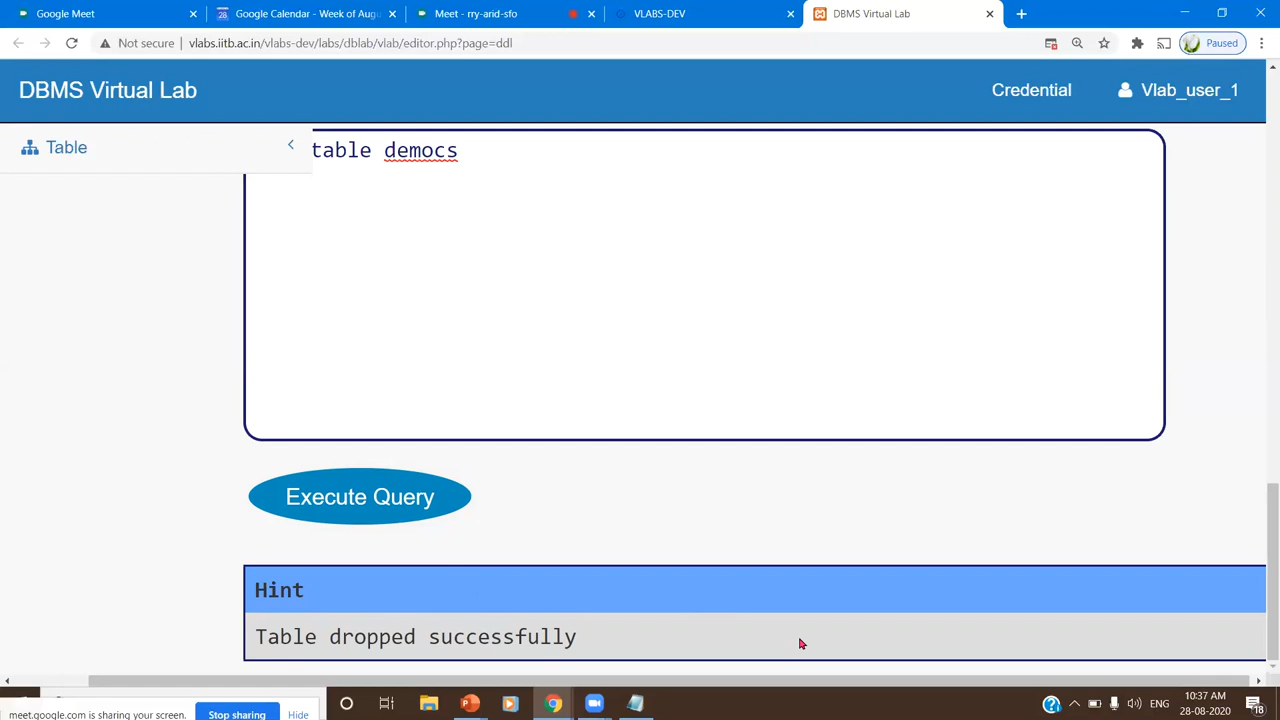 Google Meet
Google Calendar - Week of Augu
Meet - rry-arid-sfo
VLABS-DEV
DBMS Virtual Lab
Not secure
vlabs.iitb.ac.in/vlabs-dev/labs/dblab/vlab/editor.php?page=ddl
Paused
DBMS Virtual Lab
Credential
Vlab_user_1
Table
table democs
Execute Query
Hint
Table dropped successfully
meet.google.com is sharing your screen.
Stop sharing
Hide
ENG
10:37 AM
28-08-2020
18